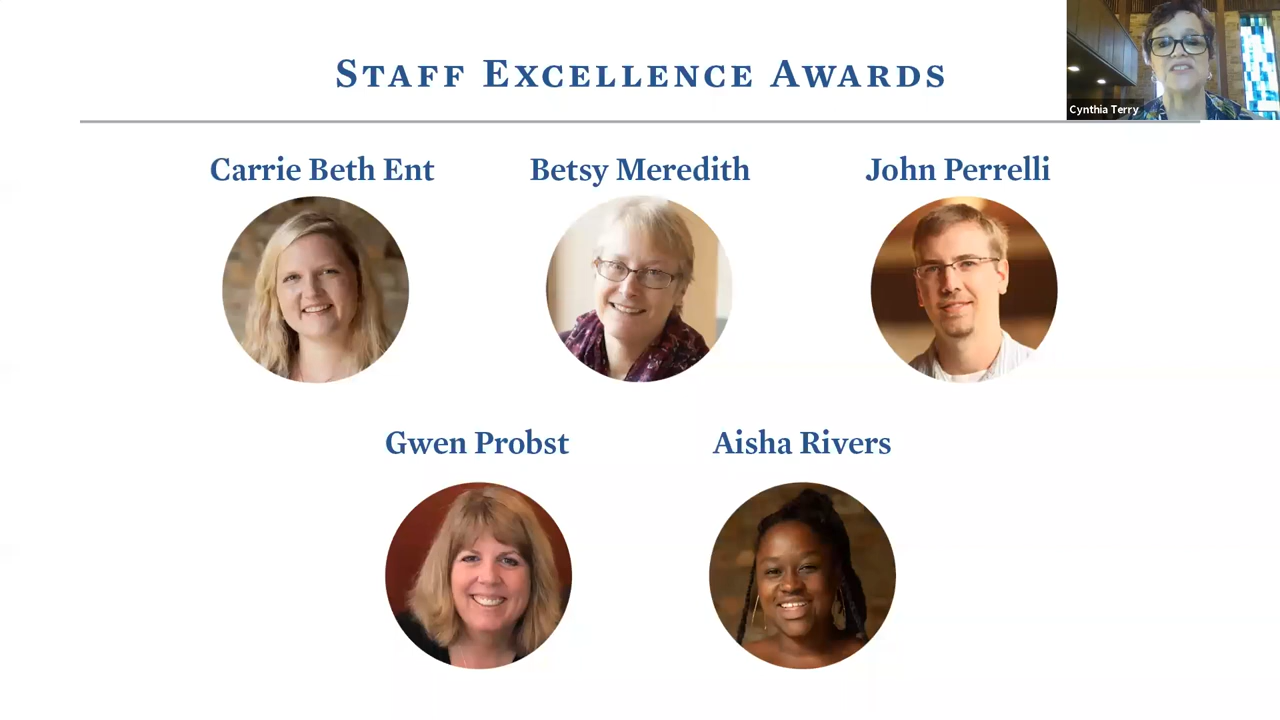 Staff Excellence Awards
Cynthia Terry
Carrie Beth Ent
Betsy Meredith
John Perrelli
Gwen Probst
Aisha Rivers